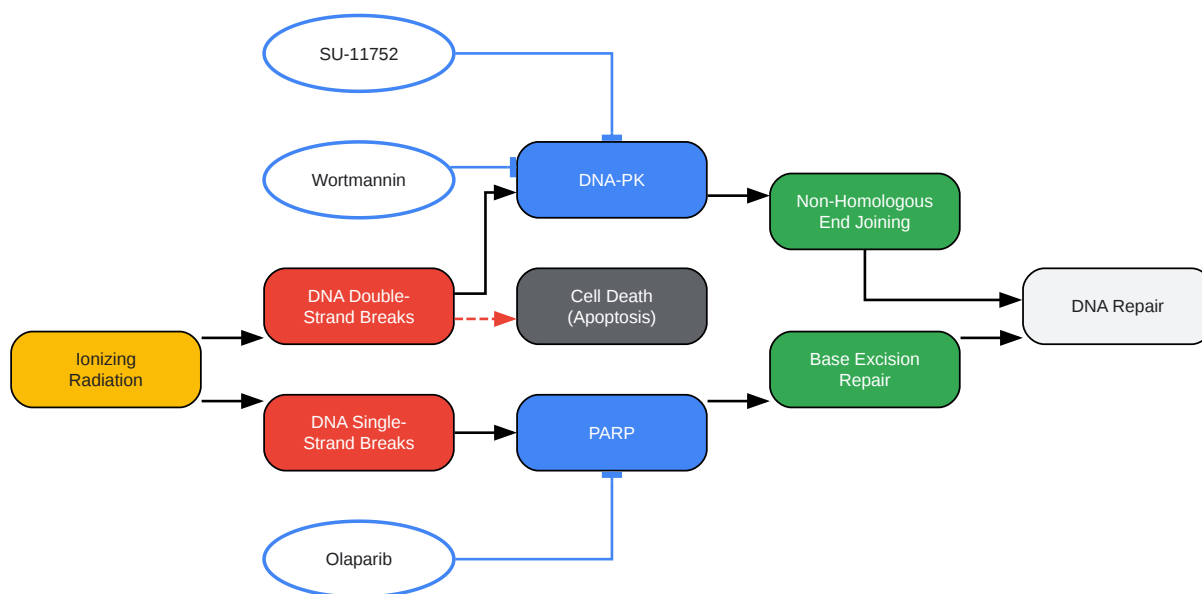 SU-11752
Wortmannin
DNA-PK
Non-Homologous
End Joining
DNA Double-
Strand Breaks
Cell Death
(Apoptosis)
DNA Repair
Ionizing
Radiation
Base Excision
Repair
DNA Single-
Strand Breaks
PARP
Olaparib